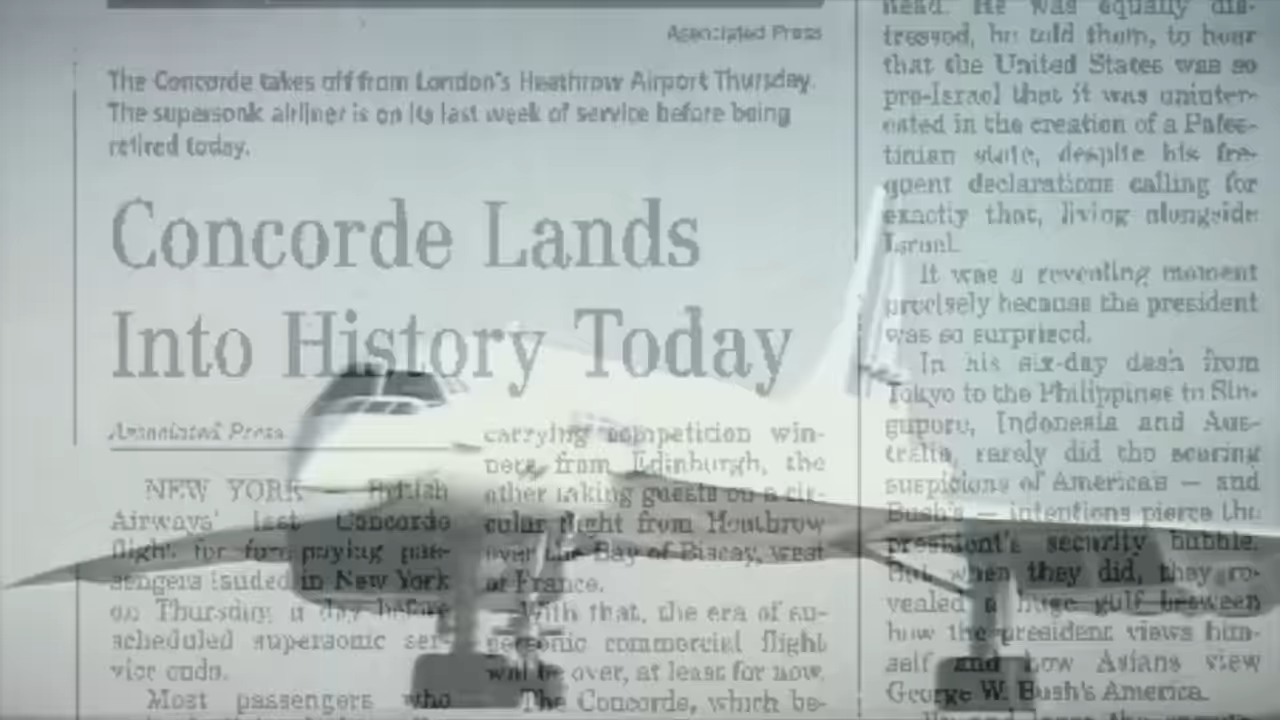 Associated Press
The Concorde takes off from London's Heathrow Airport Thursday.
The supersonic airliner is on its last week of service before being
retired today.
Concorde Lands
Into History Today
Associated Press
NEW YORK — British
Airways' last Concorde
flight for fare-paying pas-
sengers landed in New York
on Thursday, a day before
scheduled supersonic ser-
vice ends.
Most passengers who
carrying competition win-
ners from Edinburgh, the
other taking guests on a cir-
cular flight from Heathrow
over the Bay of Biscay, west
of France.
With that, the era of su-
personic commercial flight
will be over, at least for now.
The Concorde, which be-
head. He was equally dis-
tressed, he told them, to hear
that the United States was so
pro-Israel that it was uninter-
ested in the creation of a Pales-
tinian state, despite his fre-
quent declarations calling for
exactly that, living alongside
Israel.
It was a revealing moment
precisely because the president
was so surprised.
In his six-day dash from
Tokyo to the Philippines to Sin-
gapore, Indonesia and Aus-
tralia, rarely did the searing
suspicions of America's — and
Bush's — intentions pierce the
president's security bubble.
But when they did, they re-
vealed a huge gulf between
how the president views him-
self and how Asians view
George W. Bush's America.